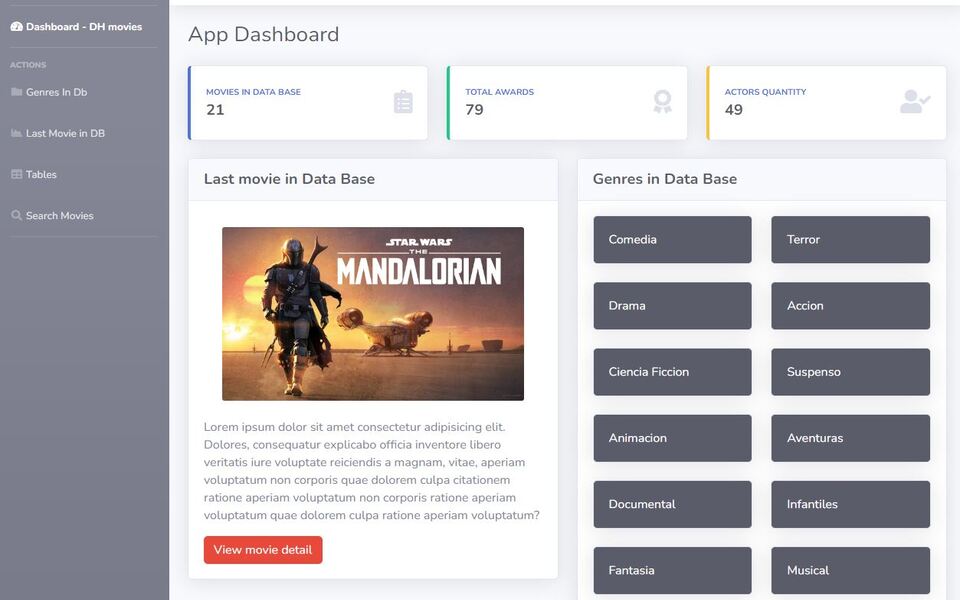 Dashboard - DH movies
ACTIONS
Genres In Db
Last Movie in DB
Tables
Search Movies
App Dashboard
MOVIES IN DATA BASE
21
TOTAL AWARDS
79
ACTORS QUANTITY
49
Last movie in Data Base
STAR WARS
THE
MANDALORIAN
Lorem ipsum dolor sit amet consectetur adipisicing elit.
Dolores, consequatur explicabo officia inventore libero
veritatis iure voluptate reiciendis a magnam, vitae, aperiam
voluptatum non corporis quae dolorem culpa citationem
ratione aperiam voluptatum non corporis ratione aperiam
voluptatum quae dolorem culpa ratione aperiam voluptatum?
View movie detail
Genres in Data Base
Comedia
Terror
Drama
Accion
Ciencia Ficcion
Suspenso
Animacion
Aventuras
Documental
Infantiles
Fantasia
Musical